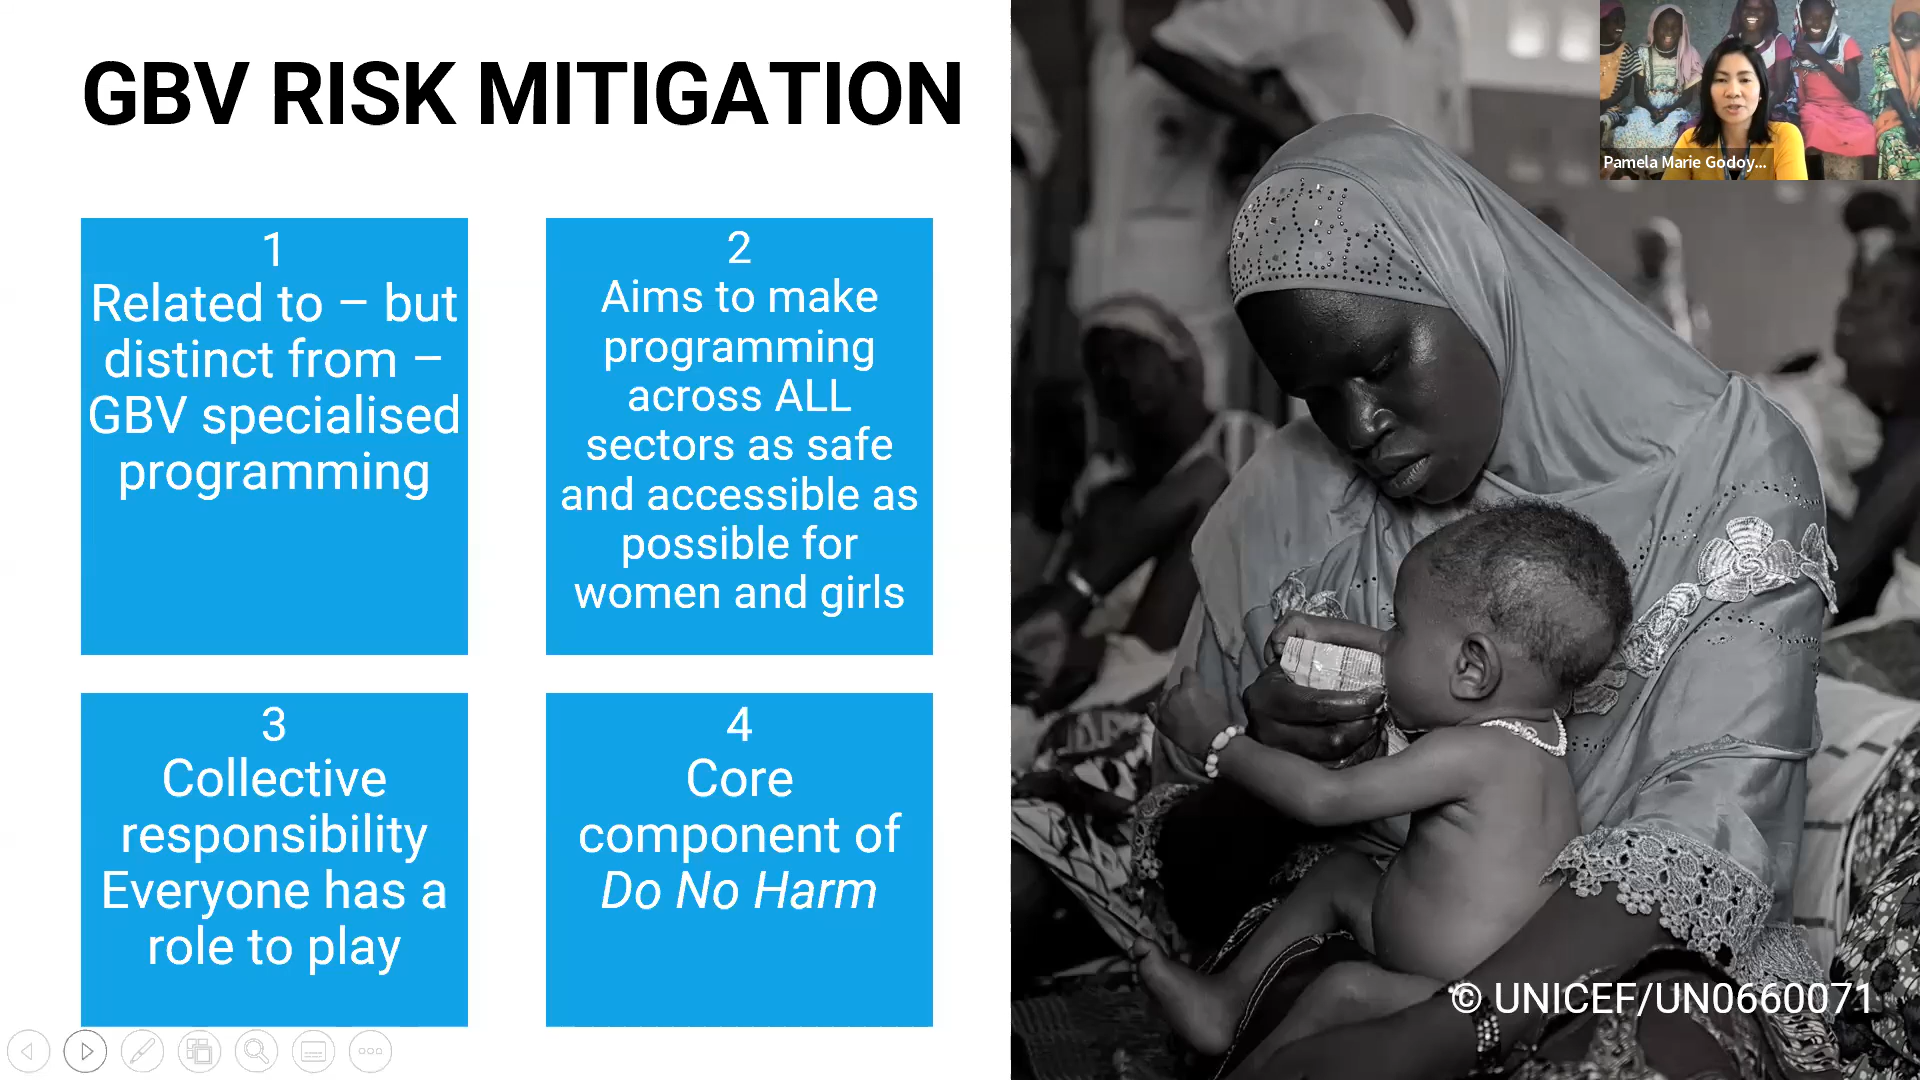 GBV RISK MITIGATION
1
Related to – but
distinct from –
GBV specialised
programming
2
Aims to make
programming
across ALL
sectors as safe
and accessible as
possible for
women and girls
3
Collective
responsibility
Everyone has a
role to play
4
Core
component of
Do No Harm
Pamela Marie Godoy...
© UNICEF/UN0660071